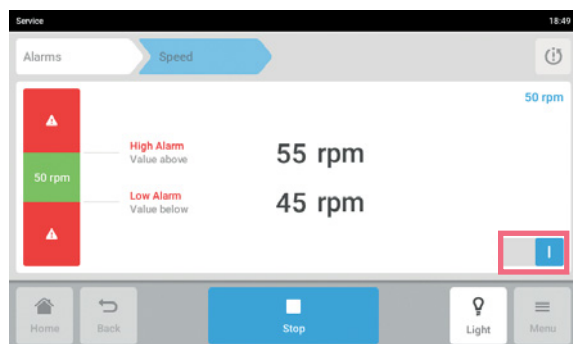 Service
18:49
Alarms
Speed
50 rpm
High Alarm
Value above
55 rpm
50 rpm
Low Alarm
Value below
45 rpm
I
Home
Back
Stop
Light
Menu